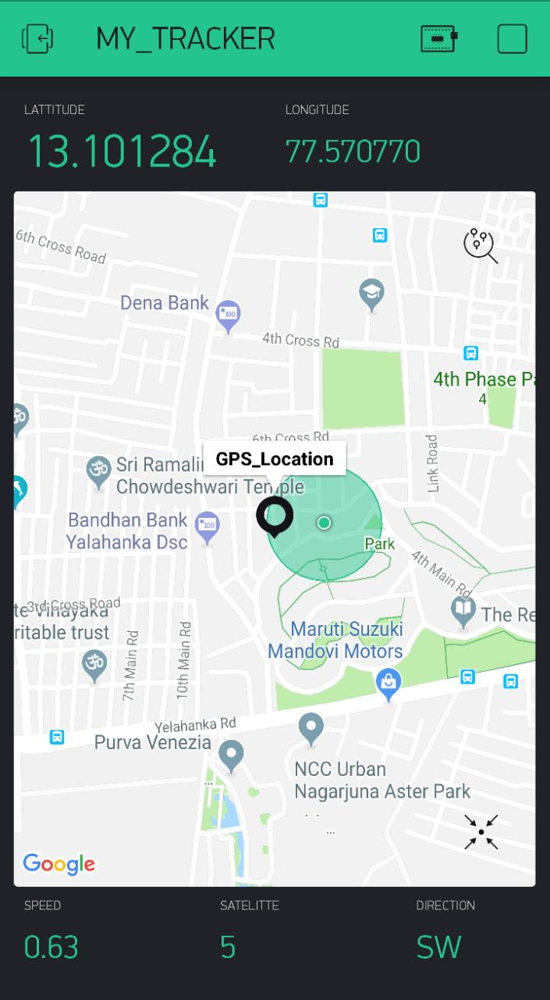 MY_TRACKER
LATTITUDE
LONGITUDE
13.101284
77.570770
6th Cross Road
Dena Bank
100
4th Cross Rd
4th Phase Pa
4
6th Cross Rd
GPS_Location
Link Road
Sri Ramalin
Chowdeshwari Temple
Bandhan Bank
Yalahanka Dsc
100
Park
4th Main Rd
3rd Cross Road
te Vinayaka
ritable trust
The Re
Maruti Suzuki
Mandovi Motors
7th Main Rd
10th Main Rd
Yelahanka Rd
Purva Venezia
NCC Urban
Nagarjuna Aster Park
Google
SPEED
SATELITTE
DIRECTION
0.63
5
SW